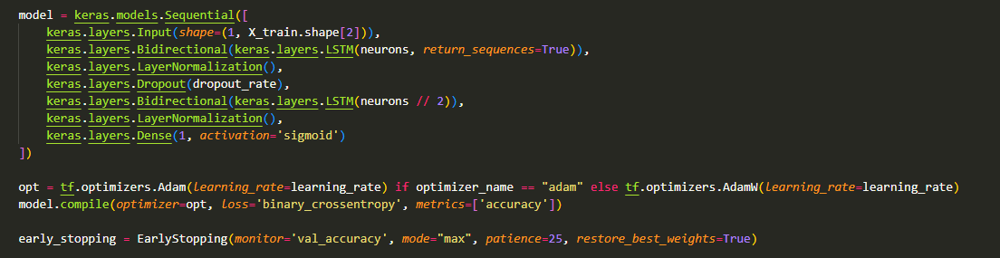 model = keras.models.Sequential([
    keras.layers.Input(shape=(1, X_train.shape[2])),
    keras.layers.Bidirectional(keras.layers.LSTM(neurons, return_sequences=True)),
    keras.layers.LayerNormalization(),
    keras.layers.Dropout(dropout_rate),
    keras.layers.Bidirectional(keras.layers.LSTM(neurons // 2)),
    keras.layers.LayerNormalization(),
    keras.layers.Dense(1, activation='sigmoid')
])

opt = tf.optimizers.Adam(learning_rate=learning_rate) if optimizer_name == "adam" else tf.optimizers.AdamW(learning_rate=learning_rate)
model.compile(optimizer=opt, loss='binary_crossentropy', metrics=['accuracy'])

early_stopping = EarlyStopping(monitor='val_accuracy', mode="max", patience=25, restore_best_weights=True)